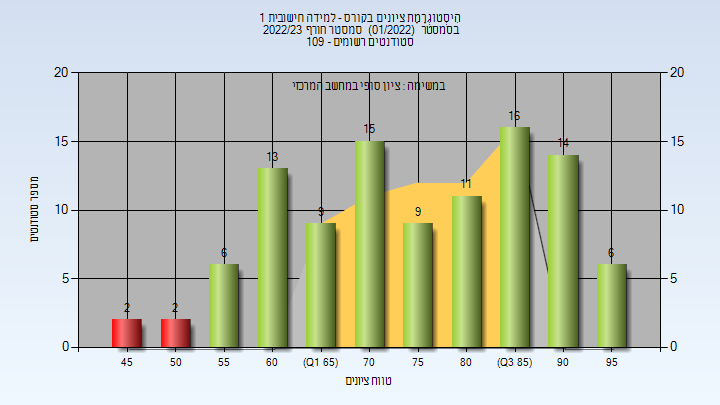 היסטוגרמת ציונים בקורס - למידה חישובית 1
בסמסטר (01/2022) סמסטר חורף 2022/23
סטודנטים רשומים - 109
במשימה : ציון סופי במחשב המרכזי
20 20
15 15
10 10
5 5
0 0
מספר סטודנטים
2 2 6 13 9 15 9 11 16 14 6
45 50 55 60 (Q1 65) 70 75 80 (Q3 85) 90 95
טווח ציונים